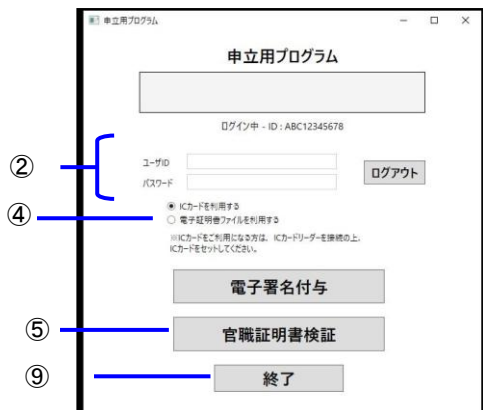 申立用プログラム
申立用プログラム
ログイン中 - ID : ABC12345678
②
ユーザID
パスワード
ログアウト
④
ICカードを利用する
電子証明書ファイルを利用する
※ICカードをご利用になる方は、ICカードリーダーを接続の上、
ICカードをセットしてください。
電子署名付与
⑤
官職証明書検証
⑨
終了